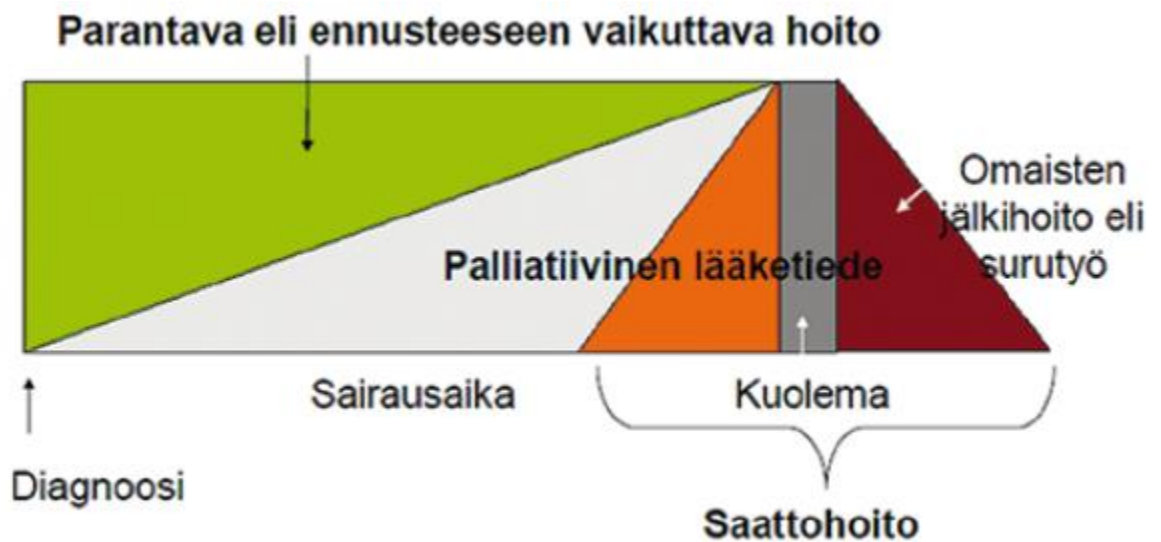 Parantava eli ennusteeseen vaikuttava hoito
Omaisten
jälkihoito eli
surutyö
Palliatiivinen lääketiede
Sairausaika
Kuolema
Diagnoosi
Saattohoito